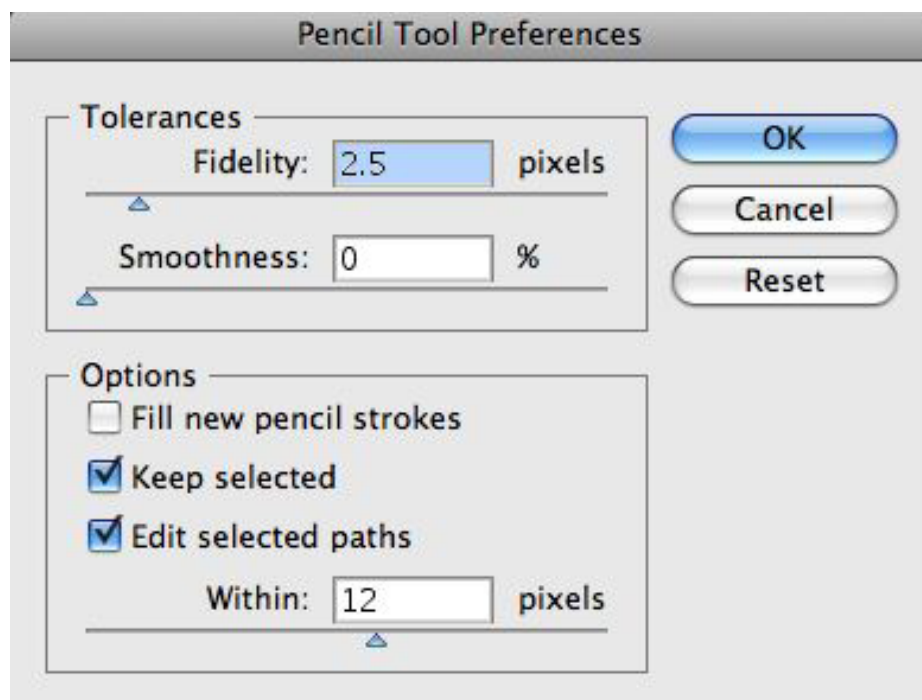 Pencil Tool Preferences
Tolerances
Fidelity: 2.5 pixels
Smoothness: 0 %
OK
Cancel
Reset
Options
Fill new pencil strokes
Keep selected
Edit selected paths
Within: 12 pixels